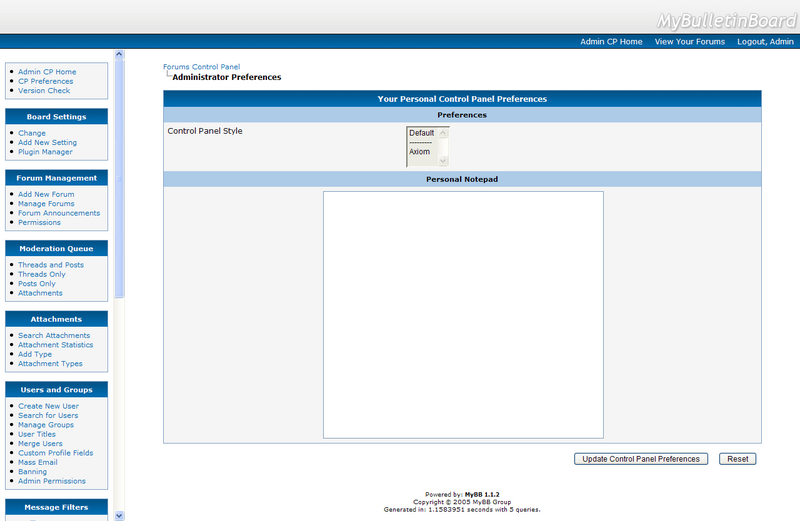 MyBulletinBoard
Admin CP Home View Your Forums Logout, Admin
Admin CP Home
CP Preferences
Version Check
Board Settings
Change
Add New Setting
Plugin Manager
Forum Management
Add New Forum
Manage Forums
Forum Announcements
Permissions
Moderation Queue
Threads and Posts
Threads Only
Posts Only
Attachments
Attachments
Search Attachments
Attachment Statistics
Add Type
Attachment Types
Users and Groups
Create New User
Search for Users
Manage Groups
User Titles
Merge Users
Custom Profile Fields
Mass Email
Banning
Admin Permissions
Message Filters
Forums Control Panel
Administrator Preferences
Your Personal Control Panel Preferences
Preferences
Control Panel Style
Default
---------
Axiom
Personal Notepad
Update Control Panel Preferences Reset
Powered by: MyBB 1.1.2
Copyright © 2005 MyBB Group
Generated in: 1.1583951 seconds with 5 queries.